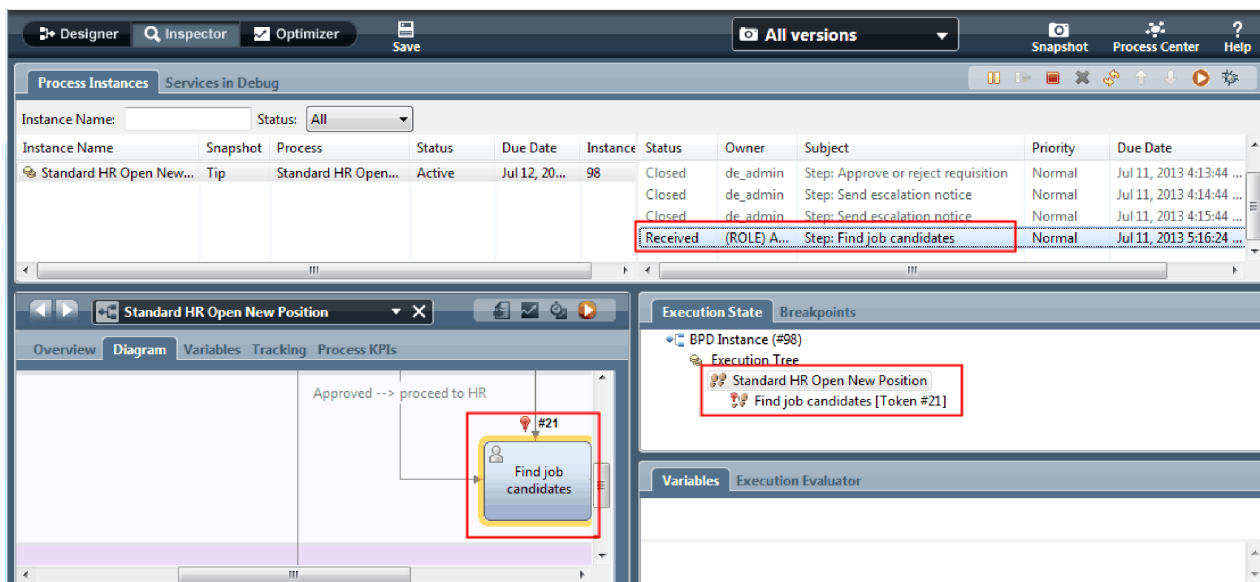 Designer Inspector Optimizer Save All versions Snapshot Process Center ? Help
Process Instances Services in Debug
Instance Name: Status: All
Instance Name Snapshot Process Status Due Date Instance Status Owner Subject Priority Due Date
Standard HR Open New... Tip Standard HR Open... Active Jul 12, 20... 98 Closed de_admin Step: Approve or reject requisition Normal Jul 11, 2013 4:13:44 ...
Closed de_admin Step: Send escalation notice Normal Jul 11, 2013 4:14:44 ...
Closed de_admin Step: Send escalation notice Normal Jul 11, 2013 4:15:44 ...
Received (ROLE) A... Step: Find job candidates Normal Jul 11, 2013 5:16:24 ...
Standard HR Open New Position
Overview Diagram Variables Tracking Process KPIs
Approved --> proceed to HR
#21
Find job
candidates
Execution State Breakpoints
BPD Instance (#98)
Execution Tree
Standard HR Open New Position
Find job candidates [Token #21]
Variables Execution Evaluator